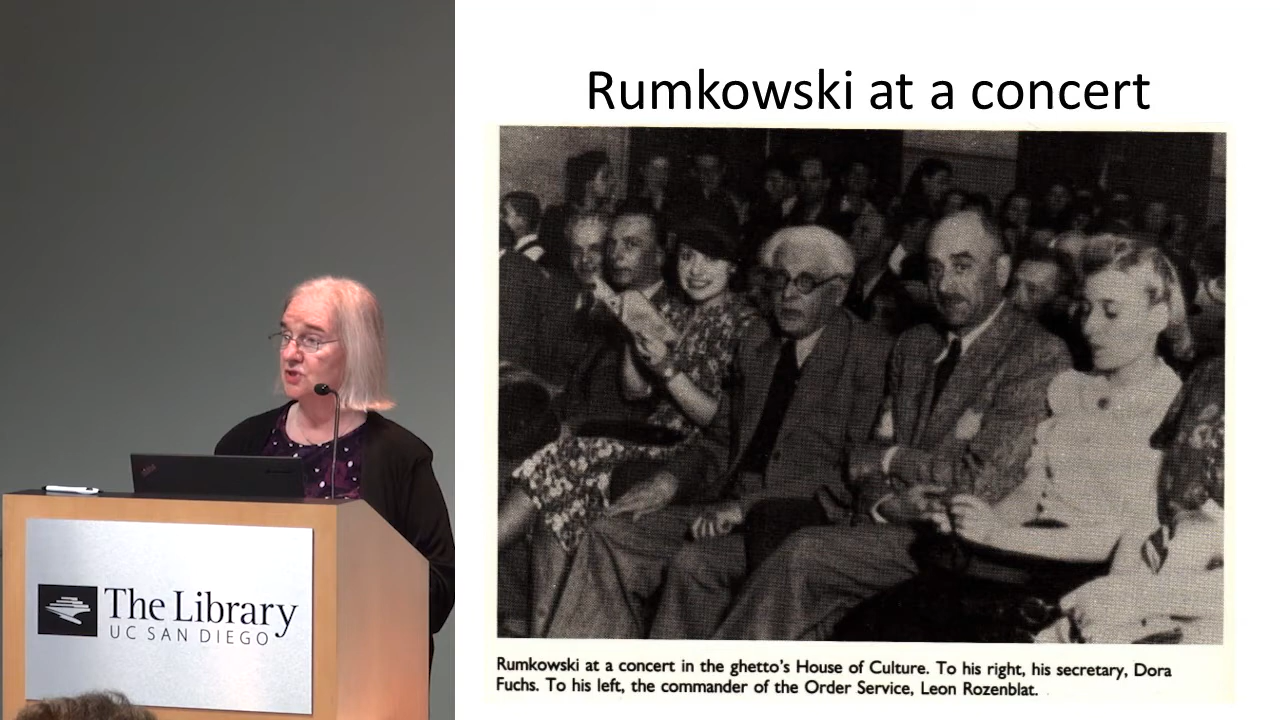 Rumkowski at a concert
Rumkowski at a concert in the ghetto's House of Culture. To his right, his secretary, Dora
Fuchs. To his left, the commander of the Order Service, Leon Rozenblat.
The Library
UC SAN DIEGO